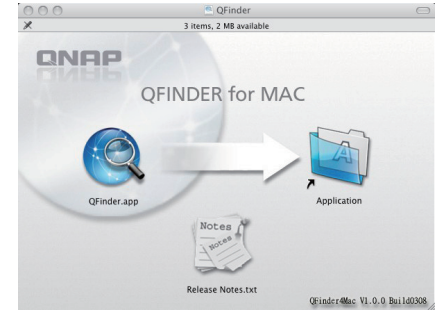 QFinder
3 items, 2 MB available
QNAP
QFINDER for MAC
QFinder.app
Application
Notes
Notes
Release Notes.txt
QFinder4Mac V1.0.0 Build0308